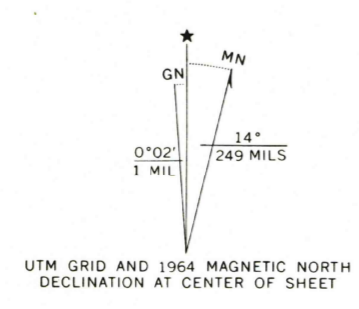 MN
GN
0°02'
1 MIL
14°
249 MILS
UTM GRID AND 1964 MAGNETIC NORTH
DECLINATION AT CENTER OF SHEET